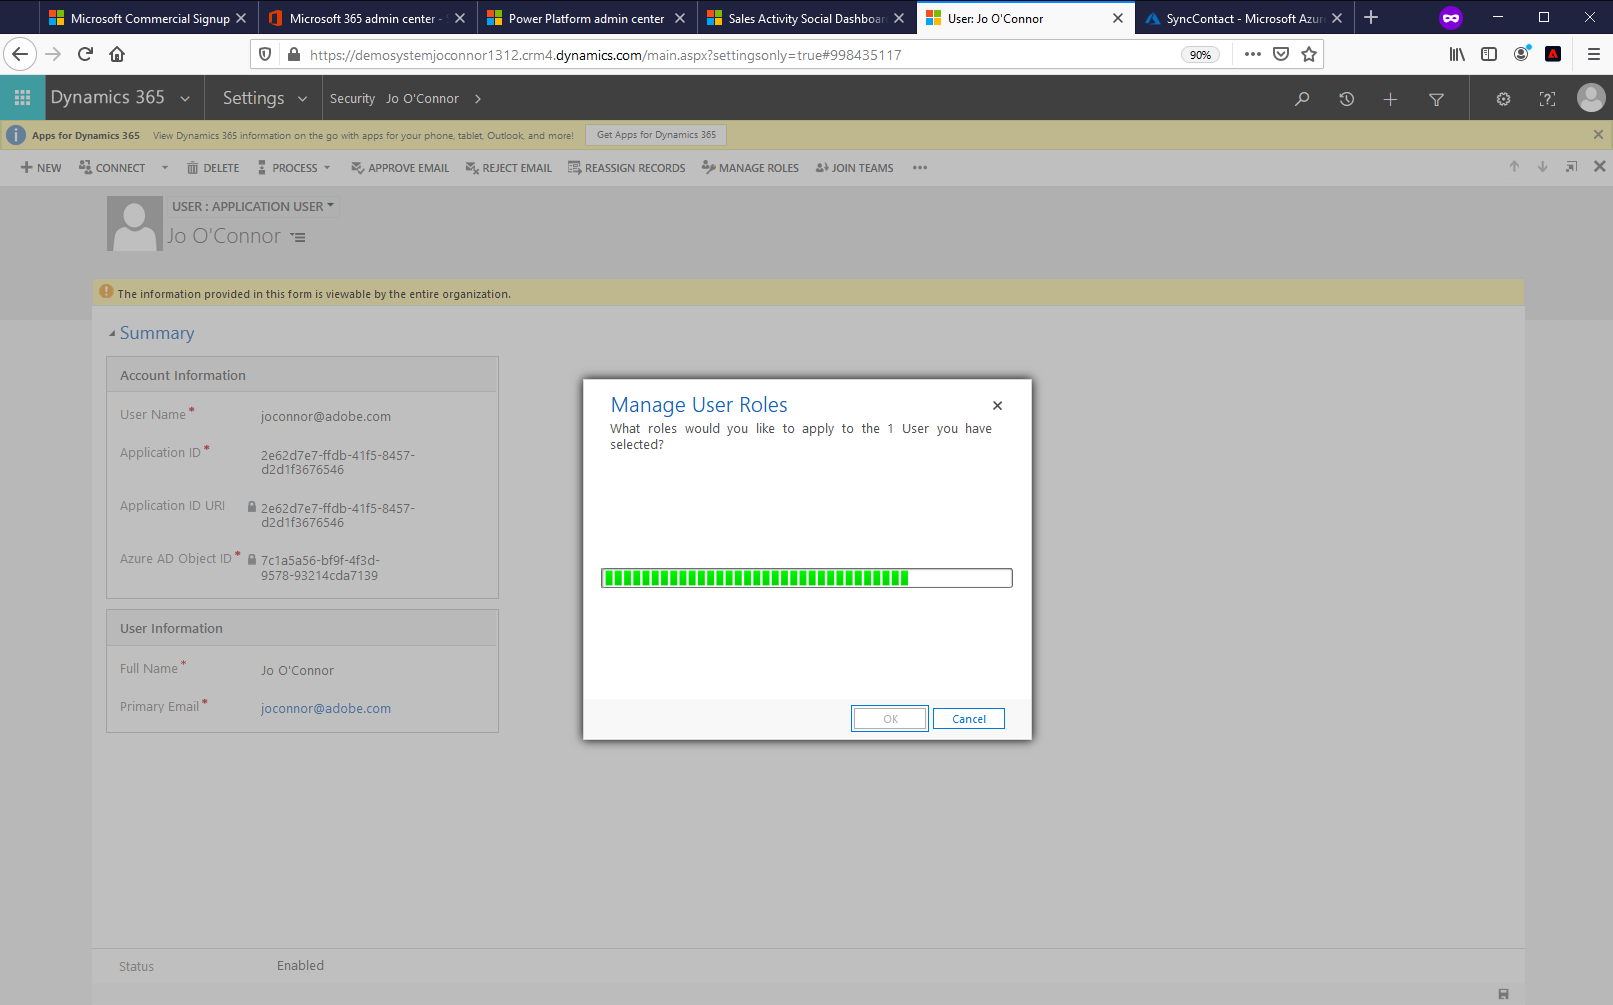 Microsoft Commercial Signup
Microsoft 365 admin center -
Power Platform admin center
Sales Activity Social Dashboar
User: Jo O'Connor
SyncContact - Microsoft Azur
https://demosystemjoconnor1312.crm4.dynamics.com/main.aspx?settingsonly=true#998435117
90%
Dynamics 365
Settings
Security
Jo O'Connor
Apps for Dynamics 365
View Dynamics 365 information on the go with apps for your phone, tablet, Outlook, and more!
Get Apps for Dynamics 365
NEW
CONNECT
DELETE
PROCESS
APPROVE EMAIL
REJECT EMAIL
REASSIGN RECORDS
MANAGE ROLES
JOIN TEAMS
USER : APPLICATION USER
Jo O'Connor
The information provided in this form is viewable by the entire organization.
Summary
Account Information
User Name*
joconnor@adobe.com
Application ID*
2e62d7e7-ffdb-41f5-8457-
d2d1f3676546
Application ID URI
2e62d7e7-ffdb-41f5-8457-
d2d1f3676546
Azure AD Object ID*
7c1a5a56-bf9f-4f3d-
9578-93214cda7139
User Information
Full Name*
Jo O'Connor
Primary Email*
joconnor@adobe.com
Manage User Roles
What roles would you like to apply to the 1 User you have
selected?
OK
Cancel
Status
Enabled